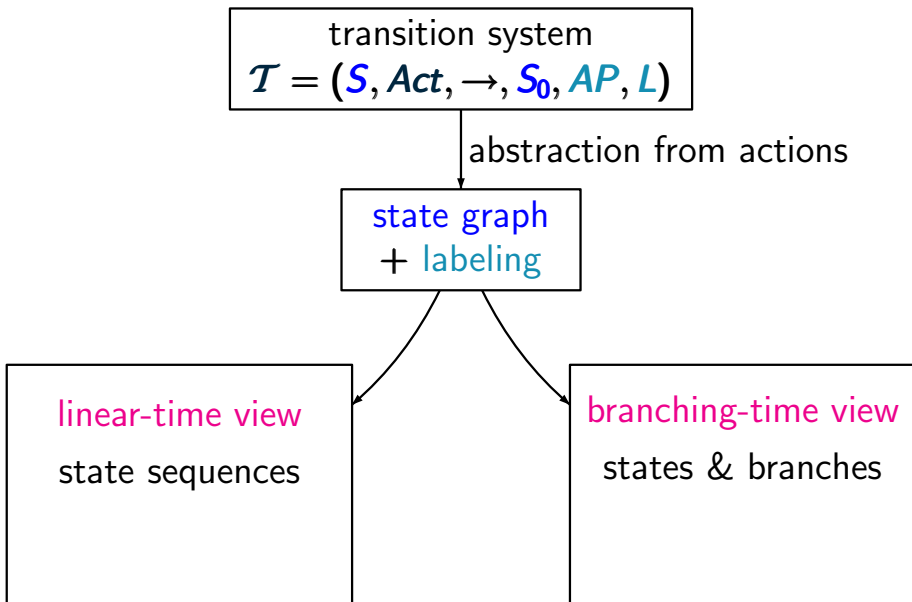 transition system
𝒯 = (S, Act, →, S₀, AP, L)
abstraction from actions
state graph
+ labeling
linear-time view
state sequences
branching-time view
states & branches